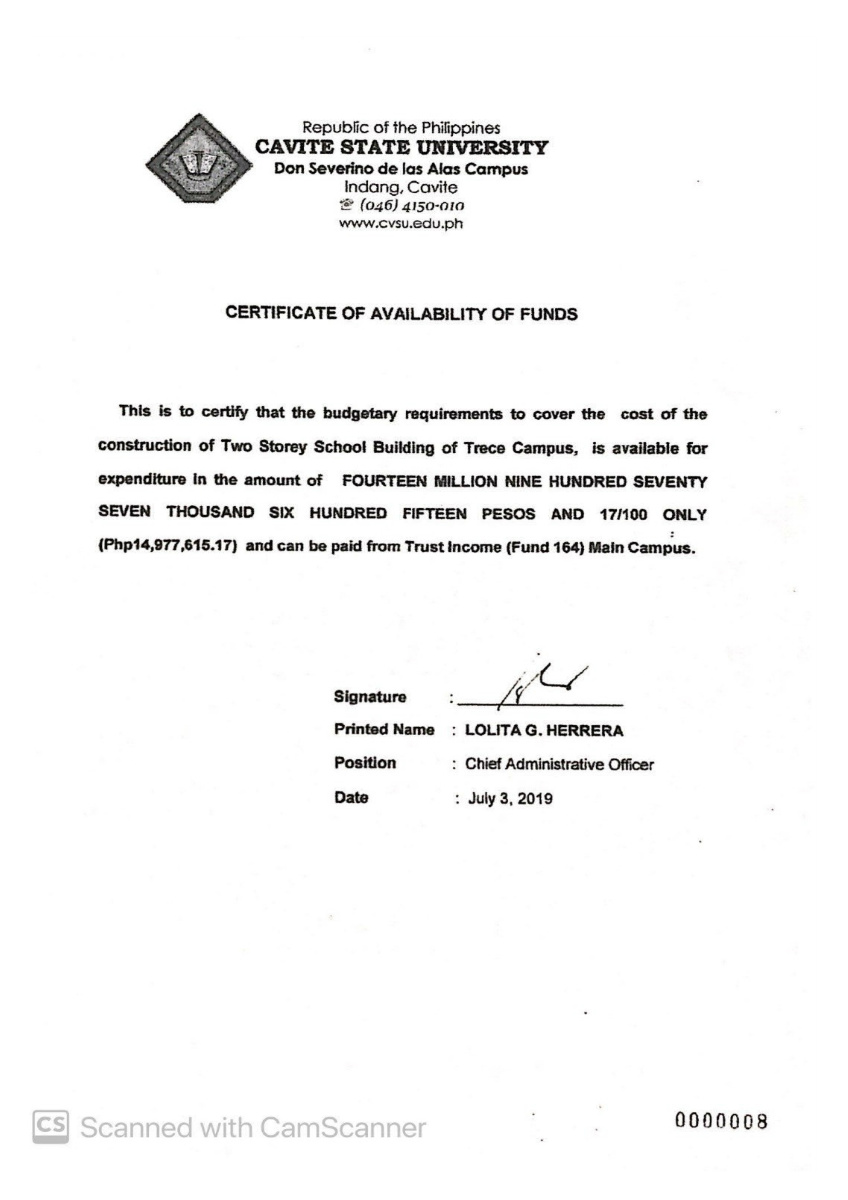 Republic of the Philippines
CAVITE STATE UNIVERSITY
Don Severino de las Alas Campus
Indang, Cavite
☏ (046) 4150-010
www.cvsu.edu.ph
CERTIFICATE OF AVAILABILITY OF FUNDS
This is to certify that the budgetary requirements to cover the cost of the
construction of Two Storey School Building of Trece Campus, is available for
expenditure in the amount of FOURTEEN MILLION NINE HUNDRED SEVENTY
SEVEN THOUSAND SIX HUNDRED FIFTEEN PESOS AND 17/100 ONLY
(Php14,977,615.17) and can be paid from Trust Income (Fund 164) Main Campus.
Signature :
Printed Name : LOLITA G. HERRERA
Position : Chief Administrative Officer
Date : July 3, 2019
CS Scanned with CamScanner
0000008